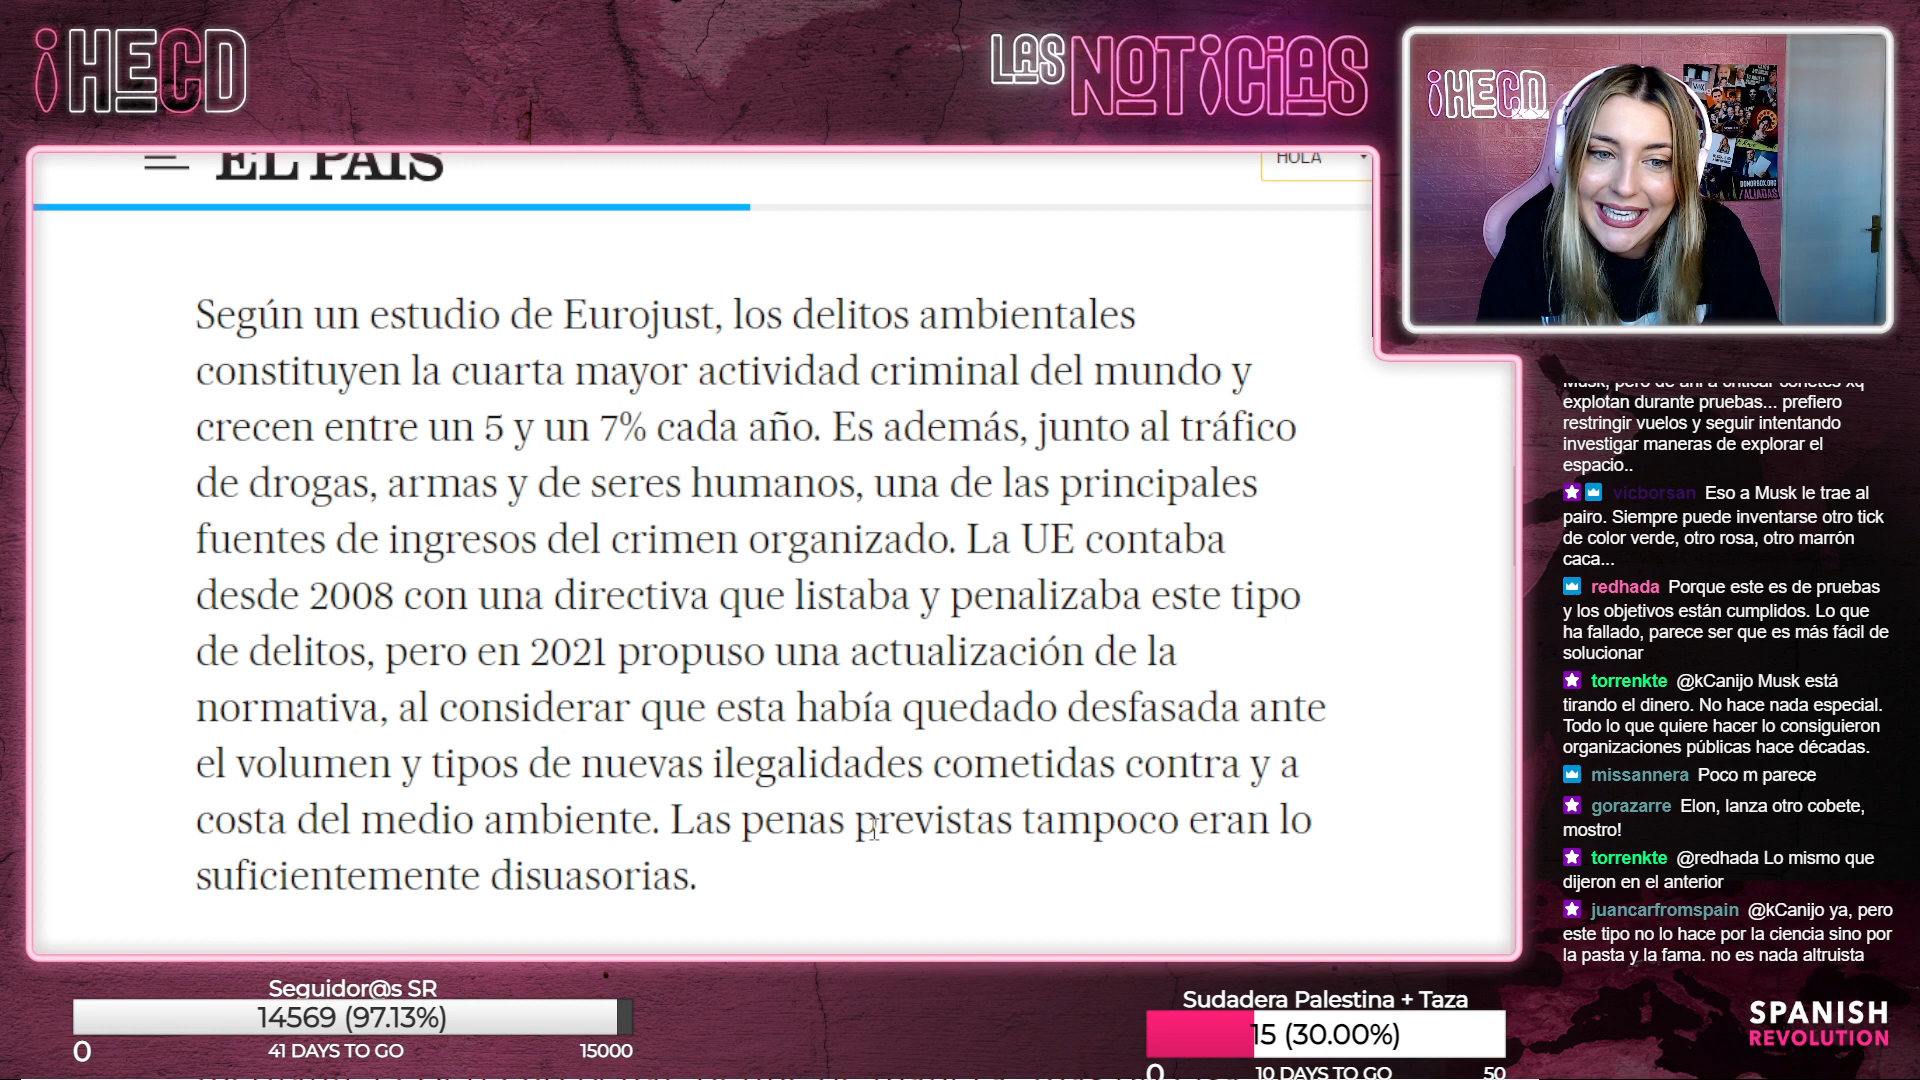 ¡HECD
LAS NOTICIAS
¡HECD
DONORBOX.ORG
/ALIADAS
EL PAÍS
HOLA
Según un estudio de Eurojust, los delitos ambientales
constituyen la cuarta mayor actividad criminal del mundo y
crecen entre un 5 y un 7% cada año. Es además, junto al tráfico
de drogas, armas y de seres humanos, una de las principales
fuentes de ingresos del crimen organizado. La UE contaba
desde 2008 con una directiva que listaba y penalizaba este tipo
de delitos, pero en 2021 propuso una actualización de la
normativa, al considerar que esta había quedado desfasada ante
el volumen y tipos de nuevas ilegalidades cometidas contra y a
costa del medio ambiente. Las penas previstas tampoco eran lo
suficientemente disuasorias.
Musk, pero de ahí a criticar cohetes xq
explotan durante pruebas... prefiero
restringir vuelos y seguir intentando
investigar maneras de explorar el
espacio..
vicborsan Eso a Musk le trae al
pairo. Siempre puede inventarse otro tick
de color verde, otro rosa, otro marrón
caca...
redhada Porque este es de pruebas
y los objetivos están cumplidos. Lo que
ha fallado, parece ser que es más fácil de
solucionar
torrenkte @kCanijo Musk está
tirando el dinero. No hace nada especial.
Todo lo que quiere hacer lo consiguieron
organizaciones públicas hace décadas.
missannera Poco m parece
gorazarre Elon, lanza otro cobete,
mostro!
torrenkte @redhada Lo mismo que
dijeron en el anterior
juancarfromspain @kCanijo ya, pero
este tipo no lo hace por la ciencia sino por
la pasta y la fama. no es nada altruista
Seguidor@s SR
14569 (97.13%)
0 41 DAYS TO GO 15000
Sudadera Palestina + Taza
15 (30.00%)
0 10 DAYS TO GO 50
SPANISH
REVOLUTION